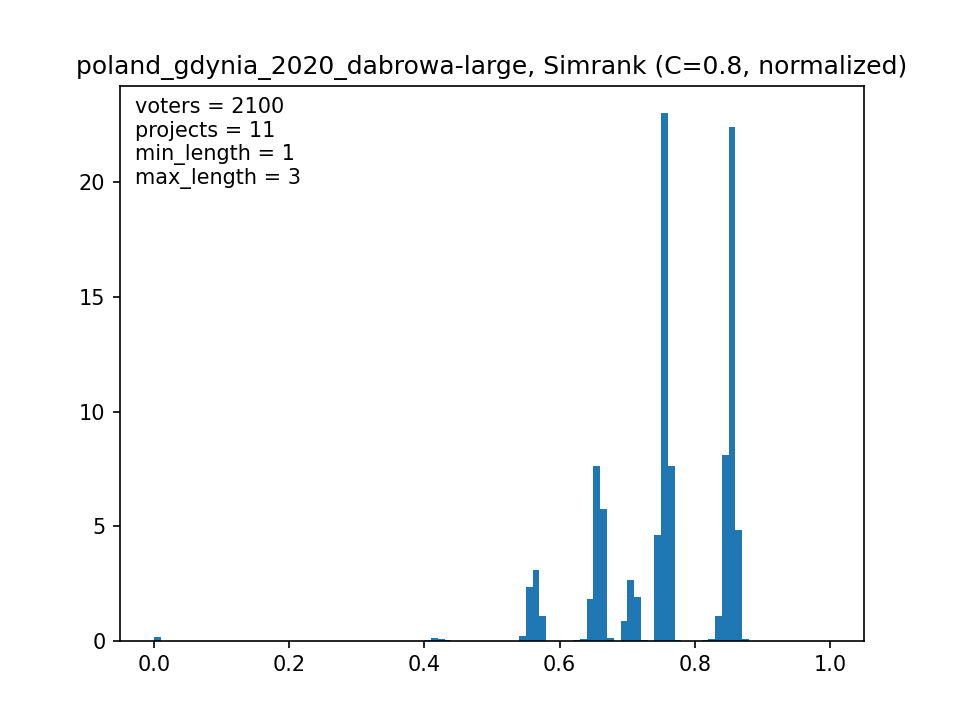 poland_gdynia_2020_dabrowa-large, Simrank (C=0.8, normalized)
voters = 2100
projects = 11
min_length = 1
max_length = 3
20
15
10
5
0
0.0 0.2 0.4 0.6 0.8 1.0